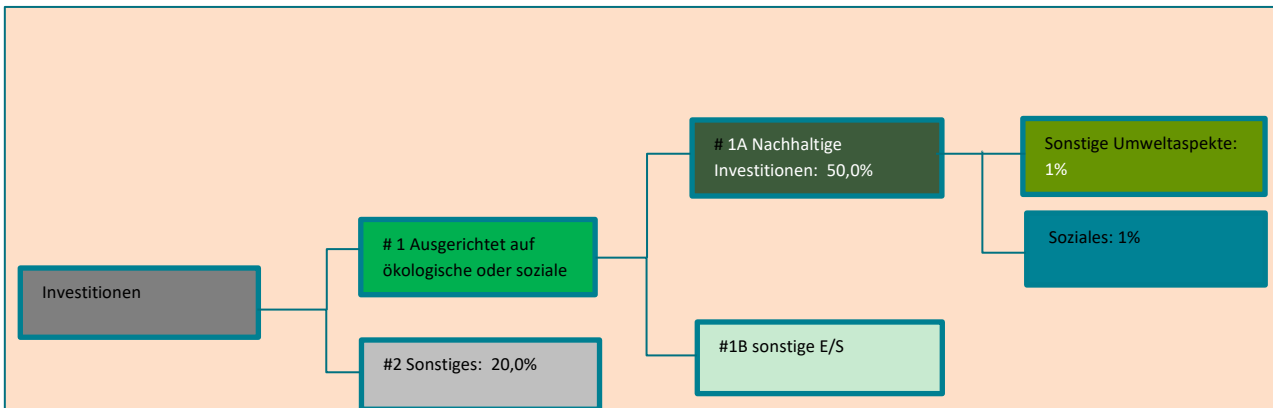 # 1A Nachhaltige
Investitionen: 50,0%
Sonstige Umweltaspekte:
1%
# 1 Ausgerichtet auf
ökologische oder soziale
Soziales: 1%
Investitionen
#2 Sonstiges: 20,0%
#1B sonstige E/S